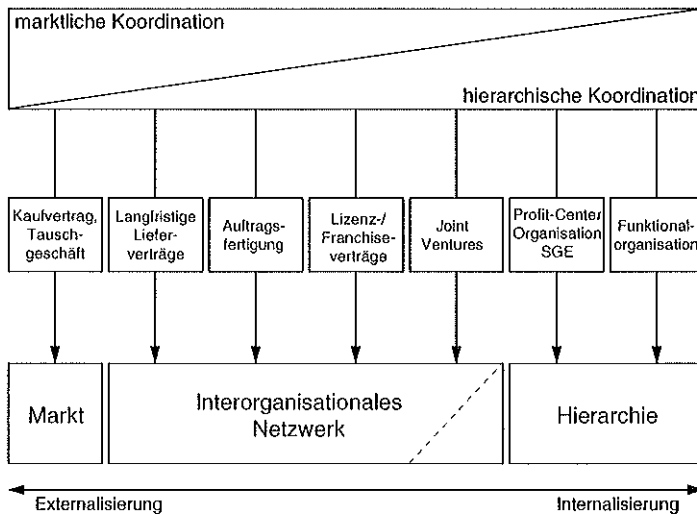 marktliche Koordination
hierarchische Koordination
Kaufvertrag,
Tausch-
geschäft
Langfristige
Liefer-
verträge
Auftrags-
fertigung
Lizenz-/
Franchise-
verträge
Joint
Ventures
Profit-Center
Organisation
SGE
Funktional-
organisation
Markt
Interorganisationales
Netzwerk
Hierarchie
Externalisierung
Internalisierung